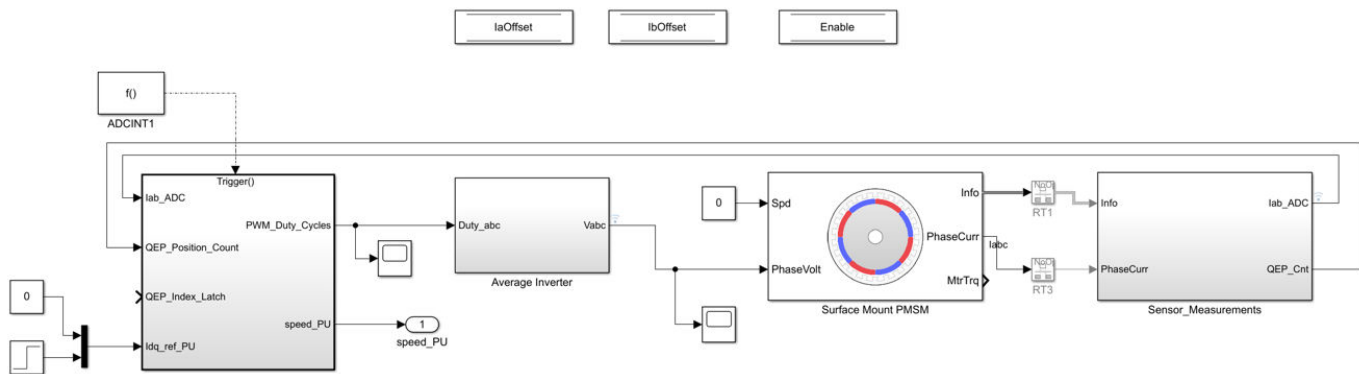 IaOffset
IbOffset
Enable
f()
ADCINT1
Trigger()
Iab_ADC
QEP_Position_Count
QEP_Index_Latch
Idq_ref_PU
PWM_Duty_Cycles
speed_PU
0
1
speed_PU
Duty_abc
Vabc
Average Inverter
0
Spd
PhaseVolt
Info
PhaseCurr
MtrTrq
Iabc
Surface Mount PMSM
RT1
RT3
Info
PhaseCurr
Iab_ADC
QEP_Cnt
Sensor_Measurements